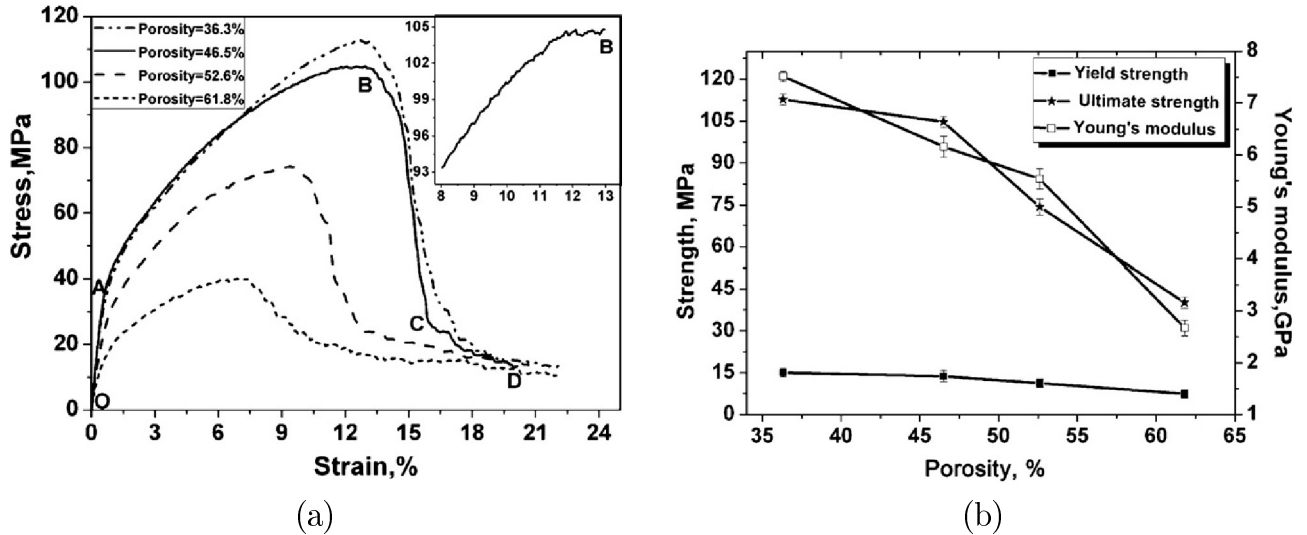 Porosity=36.3%
Porosity=46.5%
Porosity=52.6%
Porosity=61.8%
120
100
80
60
40
20
0
Stress,MPa
0 3 6 9 12 15 18 21 24
Strain,%
O
A
B
C
D
105
102
99
96
93
8 9 10 11 12 13
B
(a)
Yield strength
Ultimate strength
Young's modulus
120
105
90
75
60
45
30
15
0
Strength, MPa
8
7
6
5
4
3
2
1
Young's modulus,GPa
35 40 45 50 55 60 65
Porosity, %
(b)